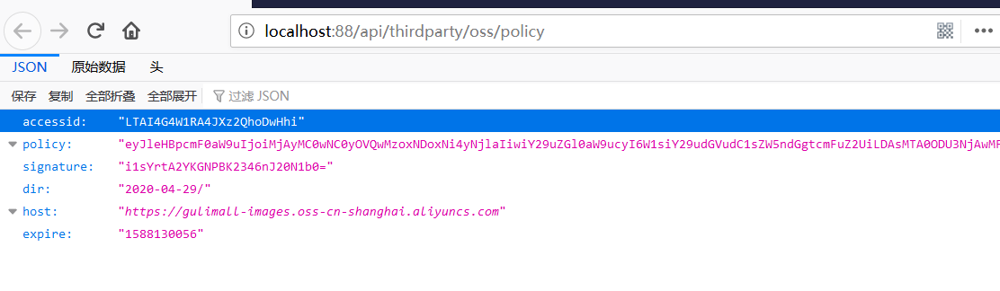 localhost:88/api/thirdparty/oss/policy
JSON 原始数据 头
保存 复制 全部折叠 全部展开 过滤 JSON
accessid: "LTAI4G4W1RA4JXz2QhoDwHhi"
policy: "eyJleHBpcmF0aW9uIjoiMjAyMC0wNC0yOVQwMzoxNDoxNi4yNjlaIiwiY29uZGl0aW9ucyI6W1siY29udGVudC1sZW5ndGgtcmFuZ2UiLDAsMTA0ODU3NjAwMF
signature: "i1sYrtA2YKGNPBK2346nJ20N1b0="
dir: "2020-04-29/"
host: "https://gulimall-images.oss-cn-shanghai.aliyuncs.com"
expire: "1588130056"